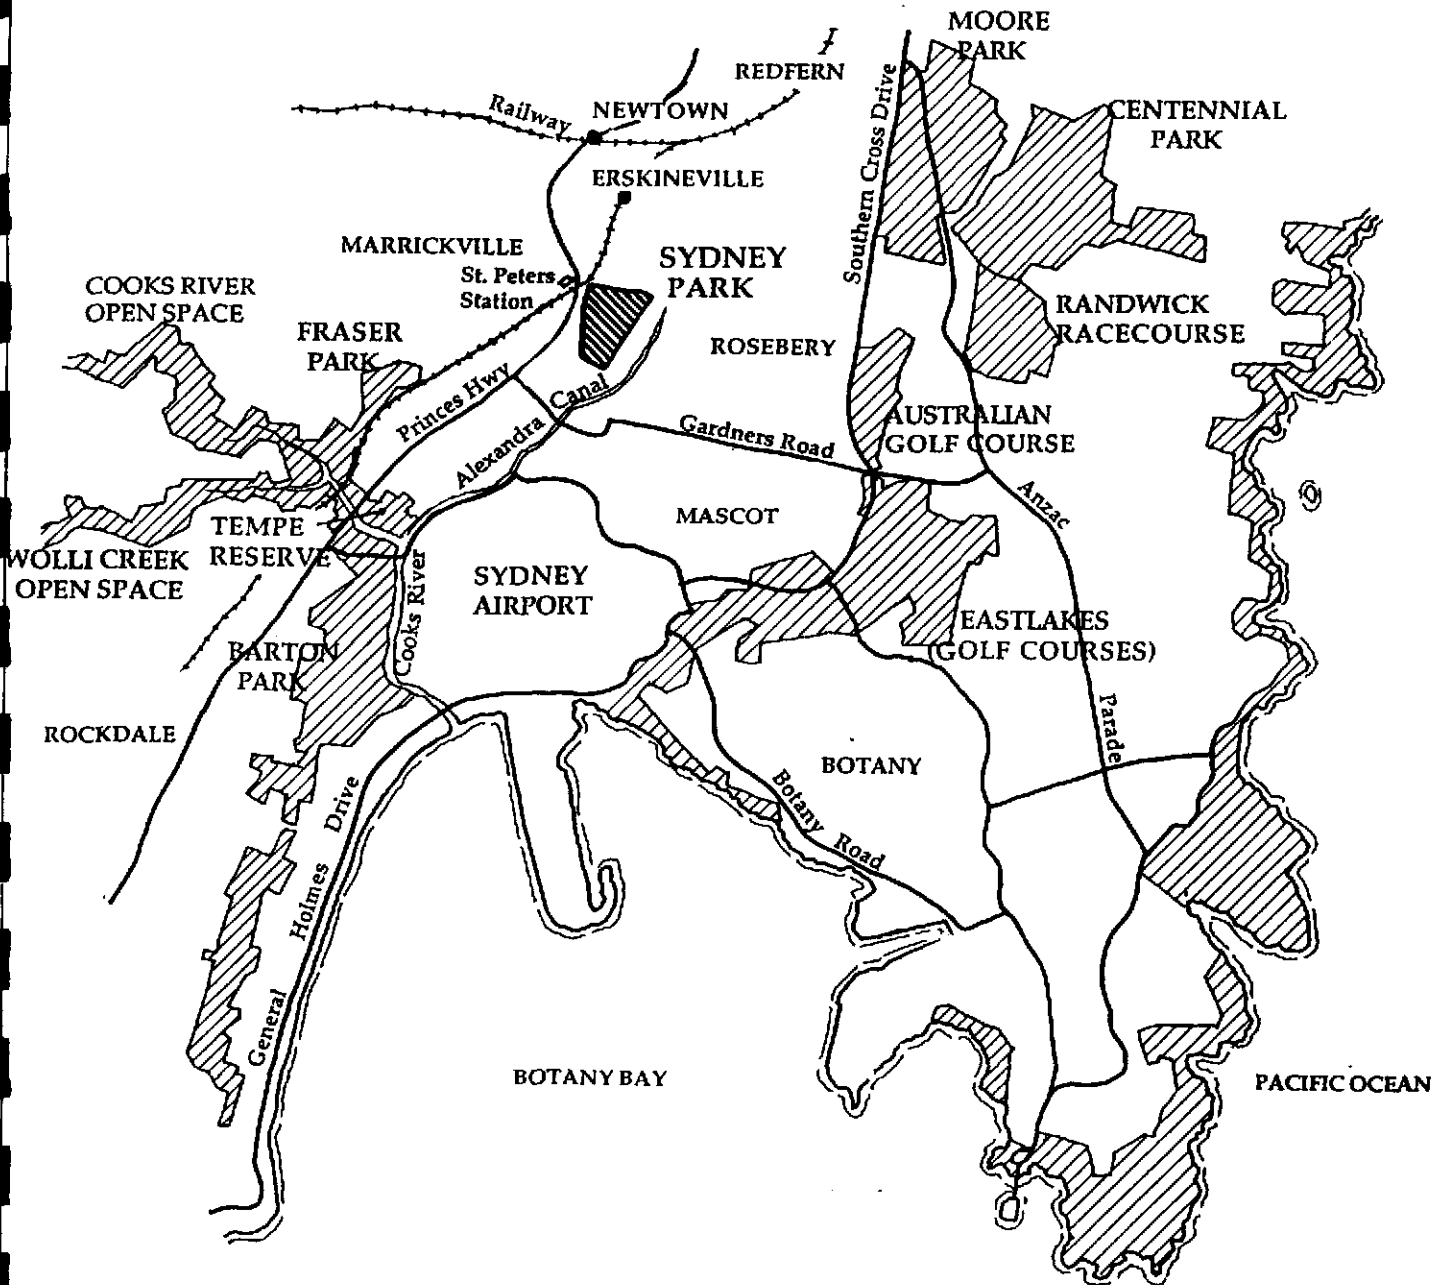 MOORE
PARK
REDFERN
Railway
NEWTOWN
CENTENNIAL
PARK
Southern Cross Drive
ERSKINEVILLE
MARRICKVILLE
SYDNEY
PARK
St. Peters
Station
COOKS RIVER
OPEN SPACE
FRASER
PARK
RANDWICK
RACECOURSE
ROSEBERY
Princes Hwy
Alexandra Canal
Gardners Road
AUSTRALIAN
GOLF COURSE
Anzac
Parade
MASCOT
TEMPE
RESERVE
WOLLI CREEK
OPEN SPACE
SYDNEY
AIRPORT
Cooks River
EASTLAKES
(GOLF COURSES)
BARTON
PARK
ROCKDALE
BOTANY
Botany Road
General Holmes Drive
BOTANY BAY
PACIFIC OCEAN